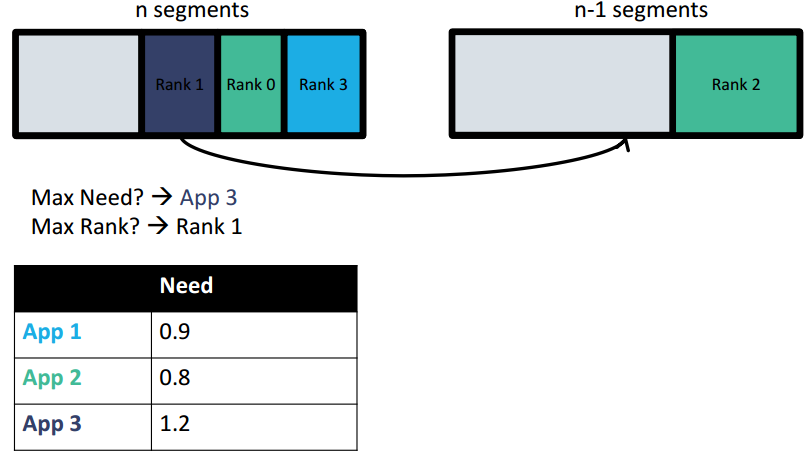 n segments
n-1 segments
Rank 1
Rank 0
Rank 3
Rank 2
Max Need? → App 3
Max Rank? → Rank 1
Need
App 1 0.9
App 2 0.8
App 3 1.2